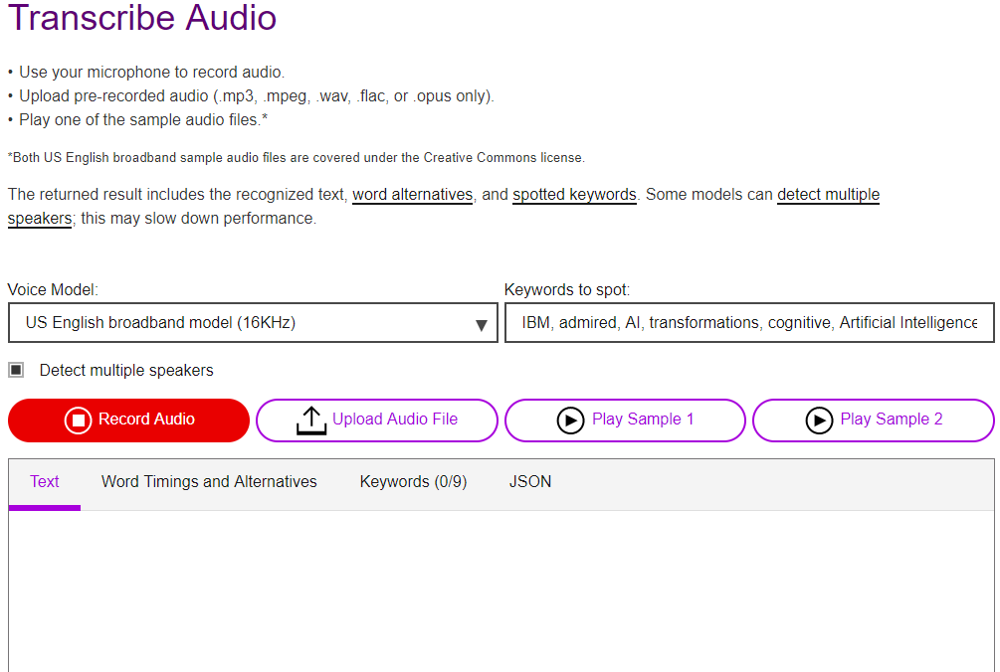 Transcribe Audio
• Use your microphone to record audio.
• Upload pre-recorded audio (.mp3, .mpeg, .wav, .flac, or .opus only).
• Play one of the sample audio files.*
*Both US English broadband sample audio files are covered under the Creative Commons license.
The returned result includes the recognized text, word alternatives, and spotted keywords. Some models can detect multiple
speakers; this may slow down performance.
Voice Model:
Keywords to spot:
US English broadband model (16KHz)
IBM, admired, AI, transformations, cognitive, Artificial Intelligence
Detect multiple speakers
Record Audio
Upload Audio File
Play Sample 1
Play Sample 2
Text
Word Timings and Alternatives
Keywords (0/9)
JSON